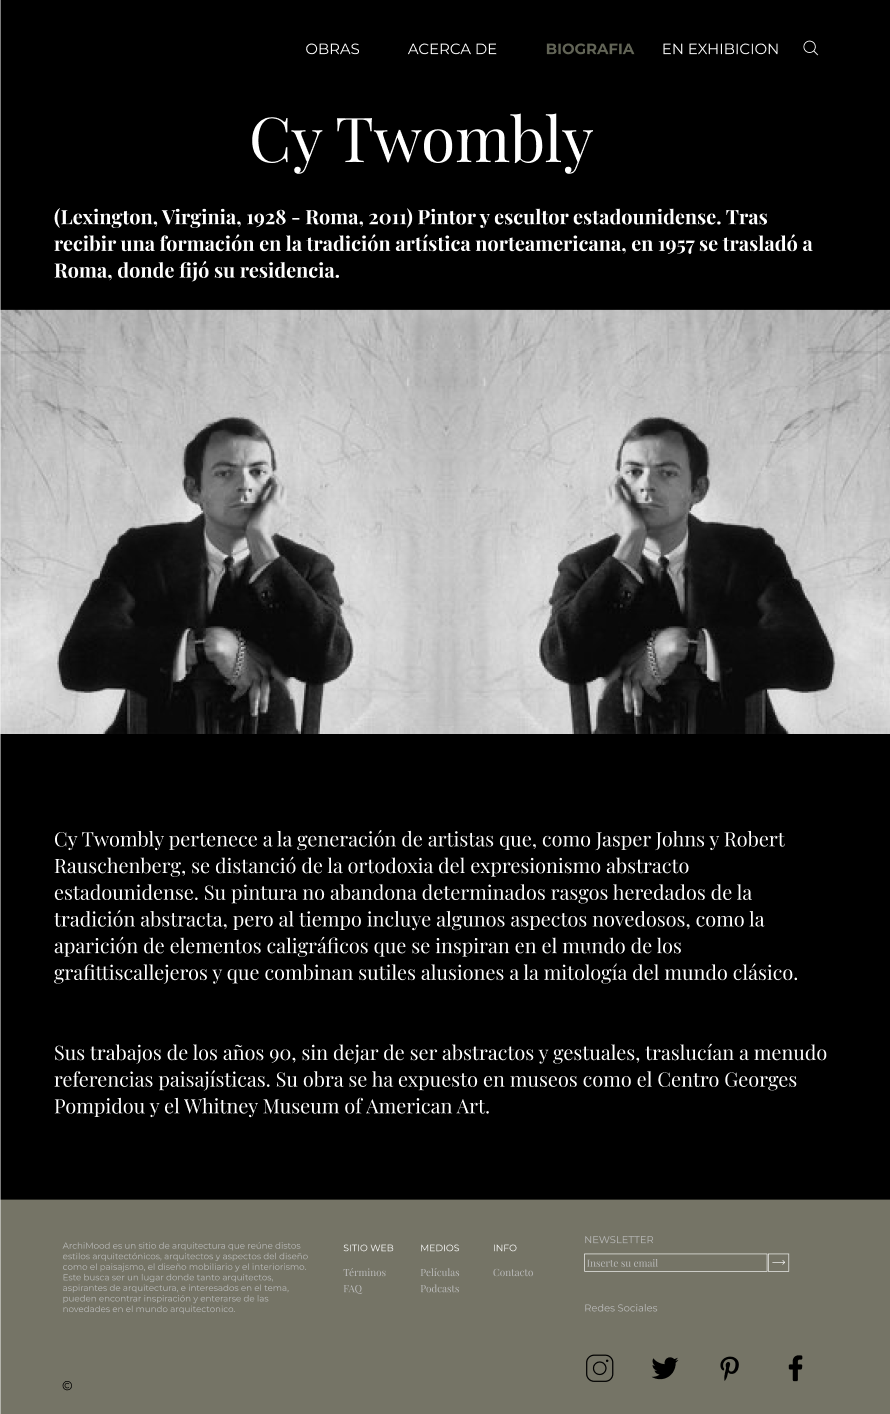 OBRAS ACERCA DE BIOGRAFIA EN EXHIBICION
Cy Twombly
(Lexington, Virginia, 1928 - Roma, 2011) Pintor y escultor estadounidense. Tras
recibir una formación en la tradición artística norteamericana, en 1957 se trasladó a
Roma, donde fijó su residencia.
Cy Twombly pertenece a la generación de artistas que, como Jasper Johns y Robert
Rauschenberg, se distanció de la ortodoxia del expresionismo abstracto
estadounidense. Su pintura no abandona determinados rasgos heredados de la
tradición abstracta, pero al tiempo incluye algunos aspectos novedosos, como la
aparición de elementos caligráficos que se inspiran en el mundo de los
grafittiscallejeros y que combinan sutiles alusiones a la mitología del mundo clásico.
Sus trabajos de los años 90, sin dejar de ser abstractos y gestuales, traslucían a menudo
referencias paisajísticas. Su obra se ha expuesto en museos como el Centro Georges
Pompidou y el Whitney Museum of American Art.
ArchiMood es un sitio de arquitectura que reúne distos
estilos arquitectónicos, arquitectos y aspectos del diseño
como el paisajsmo, el diseño mobiliario y el interiorismo.
Este busca ser un lugar donde tanto arquitectos,
aspirantes de arquitectura, e interesados en el tema,
pueden encontrar inspiración y enterarse de las
novedades en el mundo arquitectonico.
©
SITIO WEB
Términos
FAQ
MEDIOS
Películas
Podcasts
INFO
Contacto
NEWSLETTER
Inserte su email
Redes Sociales